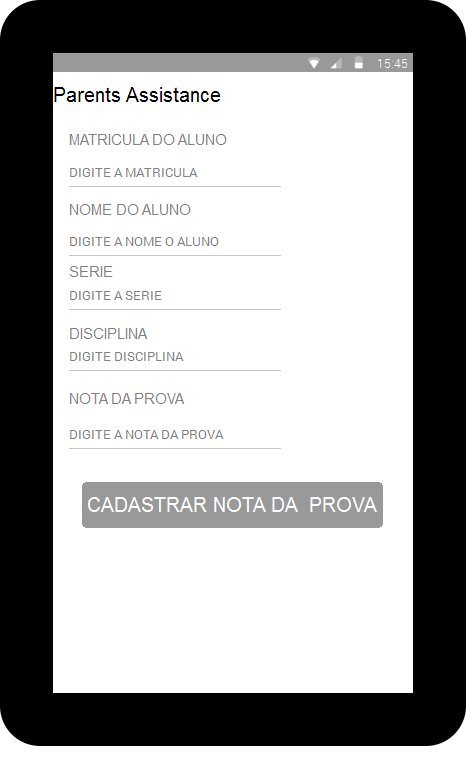 15:45
Parents Assistance
MATRICULA DO ALUNO
DIGITE A MATRICULA
NOME DO ALUNO
DIGITE A NOME O ALUNO
SERIE
DIGITE A SERIE
DISCIPLINA
DIGITE DISCIPLINA
NOTA DA PROVA
DIGITE A NOTA DA PROVA
CADASTRAR NOTA DA  PROVA